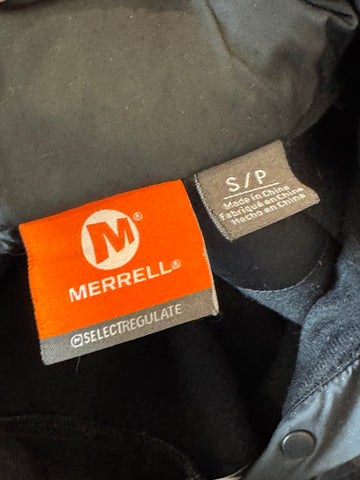 M®
MERRELL®
SELECTREGULATE
S/P
Made in China
Fabriqué en Chine
Hecho en China